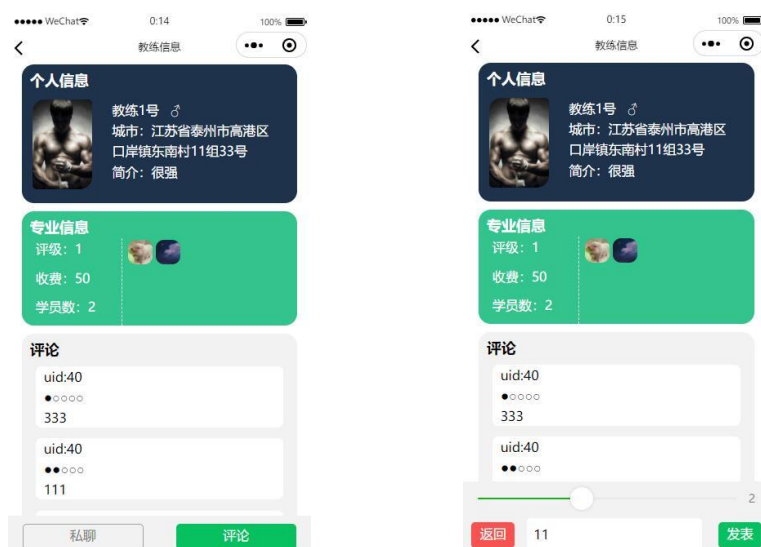 WeChat 0:14 100%
教练信息
个人信息
教练1号 ♂
城市：江苏省泰州市高港区
口岸镇东南村11组33号
简介：很强
专业信息
评级：1
收费：50
学员数：2
评论
uid:40
●○○○○
333
uid:40
●●○○○
111
私聊 评论
WeChat 0:15 100%
教练信息
个人信息
教练1号 ♂
城市：江苏省泰州市高港区
口岸镇东南村11组33号
简介：很强
专业信息
评级：1
收费：50
学员数：2
评论
uid:40
●○○○○
333
uid:40
●●○○○
2
返回 11 发表